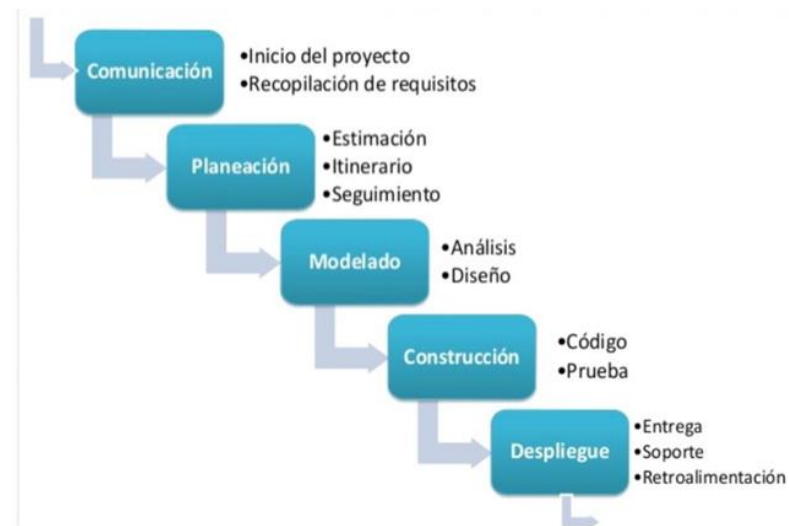 Comunicación
•Inicio del proyecto
•Recopilación de requisitos
Planeación
•Estimación
•Itinerario
•Seguimiento
Modelado
•Análisis
•Diseño
Construcción
•Código
•Prueba
Despliegue
•Entrega
•Soporte
•Retroalimentación